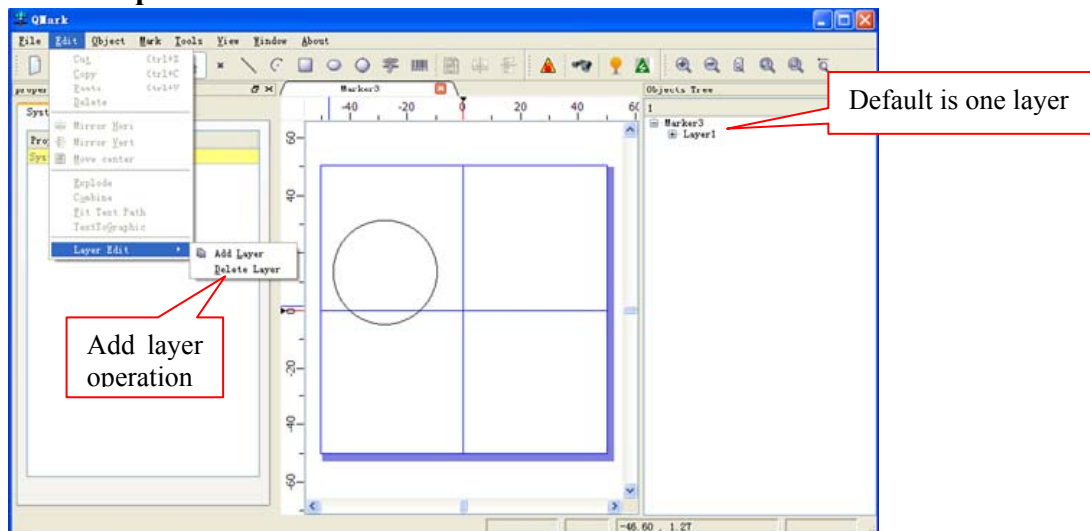 QMark
File Edit Object Mark Tools View Window About
Cut Ctrl+X
Copy Ctrl+C
Paste Ctrl+V
Delete
Mirror Hori
Mirror Vert
Move center
Explode
Combine
Fit Text Path
TextToGraphic
Layer Edit
Add Layer
Delete Layer
Marker3
-40 -20 0 20 40 60
-60
-40
-20
0
-20
-40
-60
Objects Tree
1
Marker3
Layer1
Default is one layer
Add layer
operation
-46.60 , 1.27